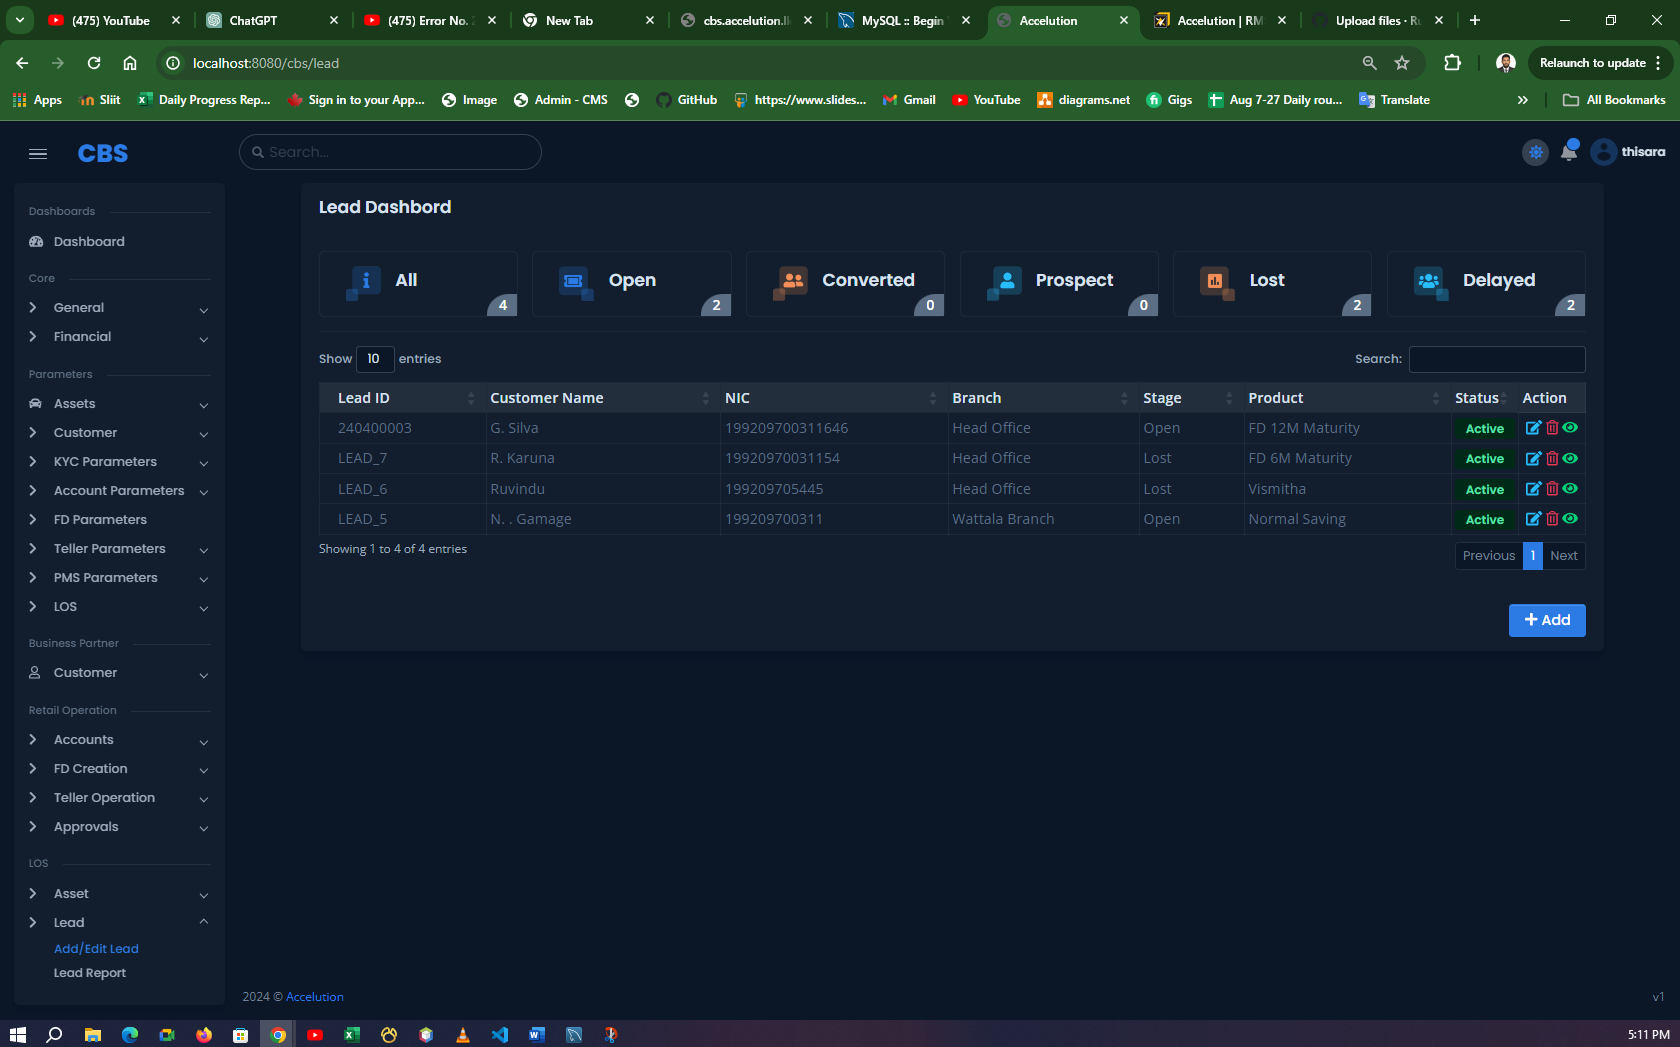 (475) YouTube
ChatGPT
(475) Error No.
New Tab
cbs.accelution.l
MySQL :: Begin
Accelution
Accelution | RM
Upload files · Ru
localhost:8080/cbs/lead
Relaunch to update
Apps
Sliit
Daily Progress Rep...
Sign in to your App...
Image
Admin - CMS
GitHub
https://www.slides...
Gmail
YouTube
diagrams.net
Gigs
Aug 7-27 Daily rou...
Translate
All Bookmarks
CBS
Search...
thisara
Dashboards
Dashboard
Core
General
Financial
Parameters
Assets
Customer
KYC Parameters
Account Parameters
FD Parameters
Teller Parameters
PMS Parameters
LOS
Business Partner
Customer
Retail Operation
Accounts
FD Creation
Teller Operation
Approvals
LOS
Asset
Lead
Add/Edit Lead
Lead Report
Lead Dashbord
All 4
Open 2
Converted 0
Prospect 0
Lost 2
Delayed 2
Show 10 entries
Search:
Lead ID Customer Name NIC Branch Stage Product Status Action
240400003 G. Silva 199209700311646 Head Office Open FD 12M Maturity Active
LEAD_7 R. Karuna 19920970031154 Head Office Lost FD 6M Maturity Active
LEAD_6 Ruvindu 199209705445 Head Office Lost Vismitha Active
LEAD_5 N. . Gamage 199209700311 Wattala Branch Open Normal Saving Active
Showing 1 to 4 of 4 entries
Previous 1 Next
+ Add
2024 © Accelution
v1
5:11 PM